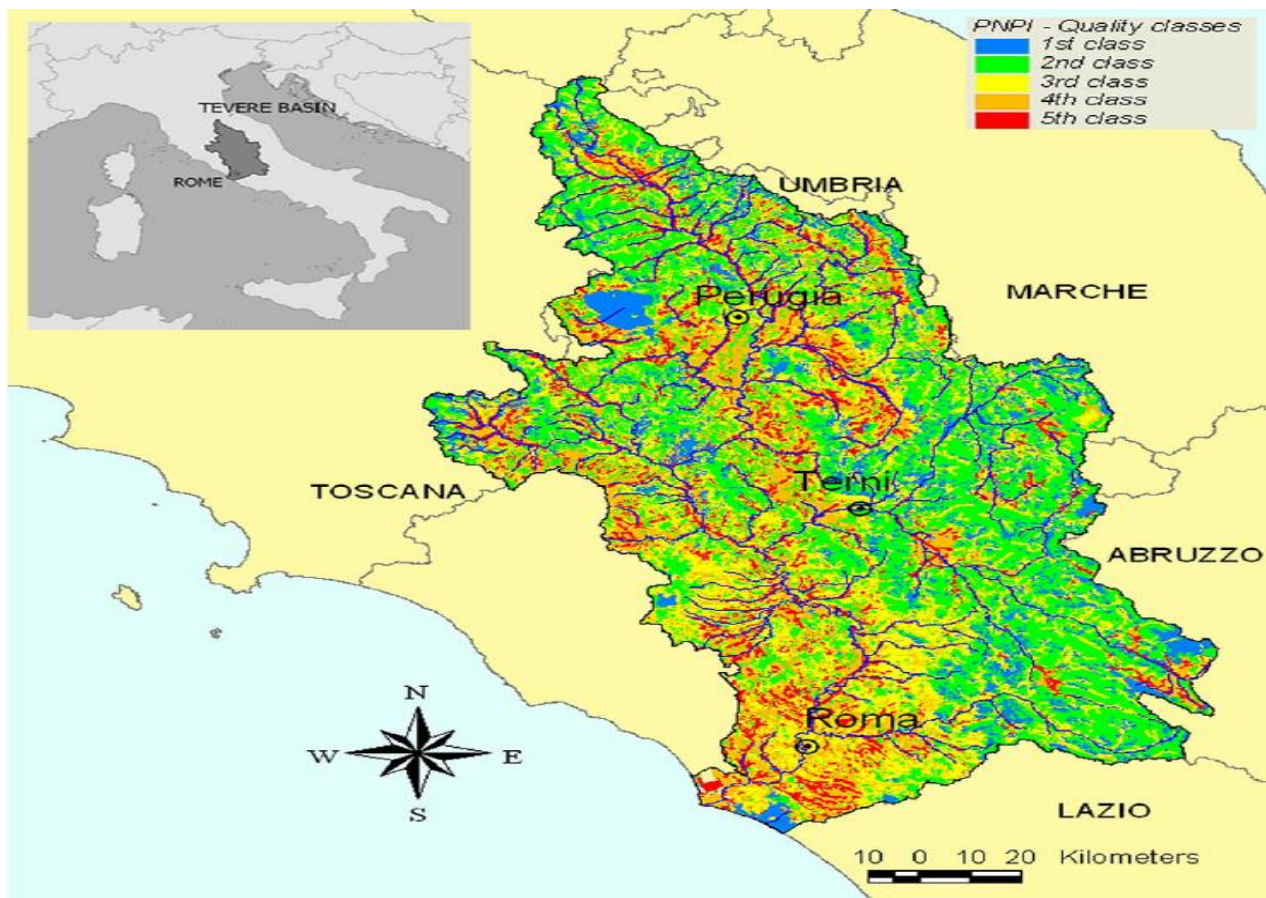 PNPI - Quality classes
1st class
2nd class
3rd class
4th class
5th class
TEVERE BASIN
ROME
UMBRIA
MARCHE
Perugia
TOSCANA
Terni
ABRUZZO
Roma
N
W E
S
LAZIO
10 0 10 20 Kilometers